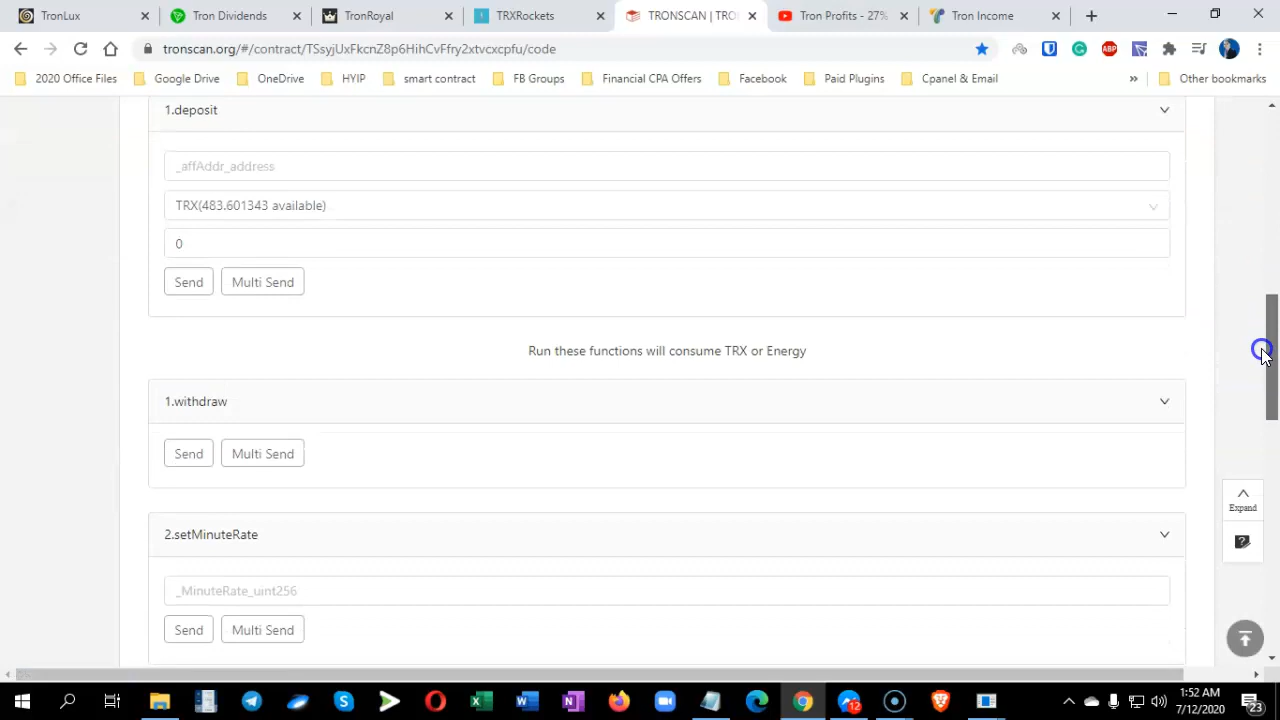 TronLux
Tron Dividends
TronRoyal
TRXRockets
TRONSCAN | TRO
Tron Profits - 27%
Tron Income
tronscan.org/#/contract/TSsyjUxFkcnZ8p6HihCvFfry2xtvcxcpfu/code
ABP
2020 Office Files
Google Drive
OneDrive
HYIP
smart contract
FB Groups
Financial CPA Offers
Facebook
Paid Plugins
Cpanel & Email
»
Other bookmarks
1.deposit
_affAddr_address
TRX(483.601343 available)
0
Send
Multi Send
Run these functions will consume TRX or Energy
1.withdraw
Send
Multi Send
2.setMinuteRate
_MinuteRate_uint256
Send
Multi Send
Expand
12
1:52 AM
7/12/2020
23